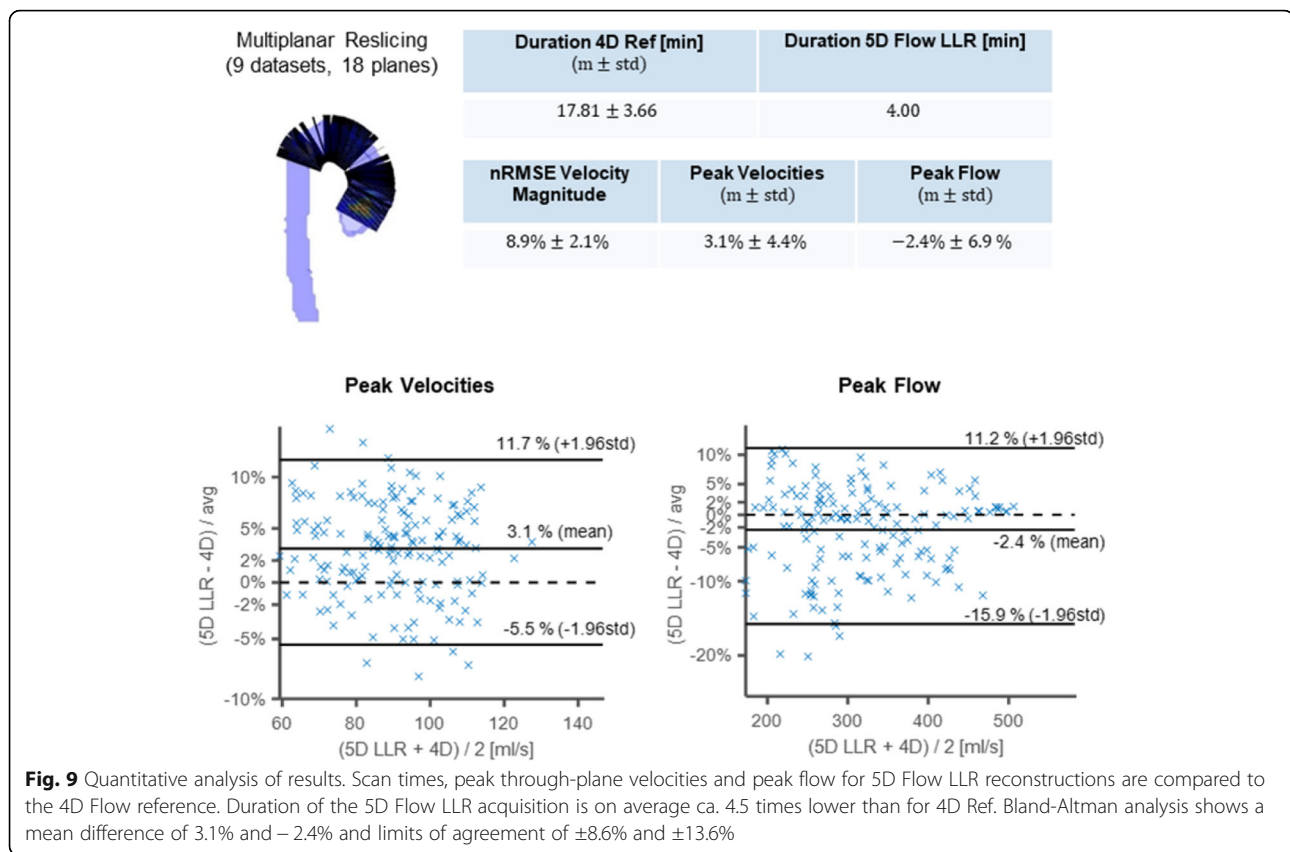 Multiplanar Reslicing
(9 datasets, 18 planes)
Duration 4D Ref [min]
(m ± std)
Duration 5D Flow LLR [min]
17.81 ± 3.66
4.00
nRMSE Velocity
Magnitude
Peak Velocities
(m ± std)
Peak Flow
(m ± std)
8.9% ± 2.1%
3.1% ± 4.4%
−2.4% ± 6.9 %
Peak Velocities
(5D LLR - 4D) / avg
10%
5%
2%
0%
-2%
-5%
-10%
11.7 % (+1.96std)
3.1 % (mean)
-5.5 % (-1.96std)
60
80
100
120
140
(5D LLR + 4D) / 2 [ml/s]
Peak Flow
(5D LLR - 4D) / avg
10%
5%
2%
0%
-2%
-5%
-10%
-20%
11.2 % (+1.96std)
-2.4 % (mean)
-15.9 % (-1.96std)
200
300
400
500
(5D LLR + 4D) / 2 [ml/s]
Fig. 9 Quantitative analysis of results. Scan times, peak through-plane velocities and peak flow for 5D Flow LLR reconstructions are compared to
the 4D Flow reference. Duration of the 5D Flow LLR acquisition is on average ca. 4.5 times lower than for 4D Ref. Bland-Altman analysis shows a
mean difference of 3.1% and − 2.4% and limits of agreement of ±8.6% and ±13.6%